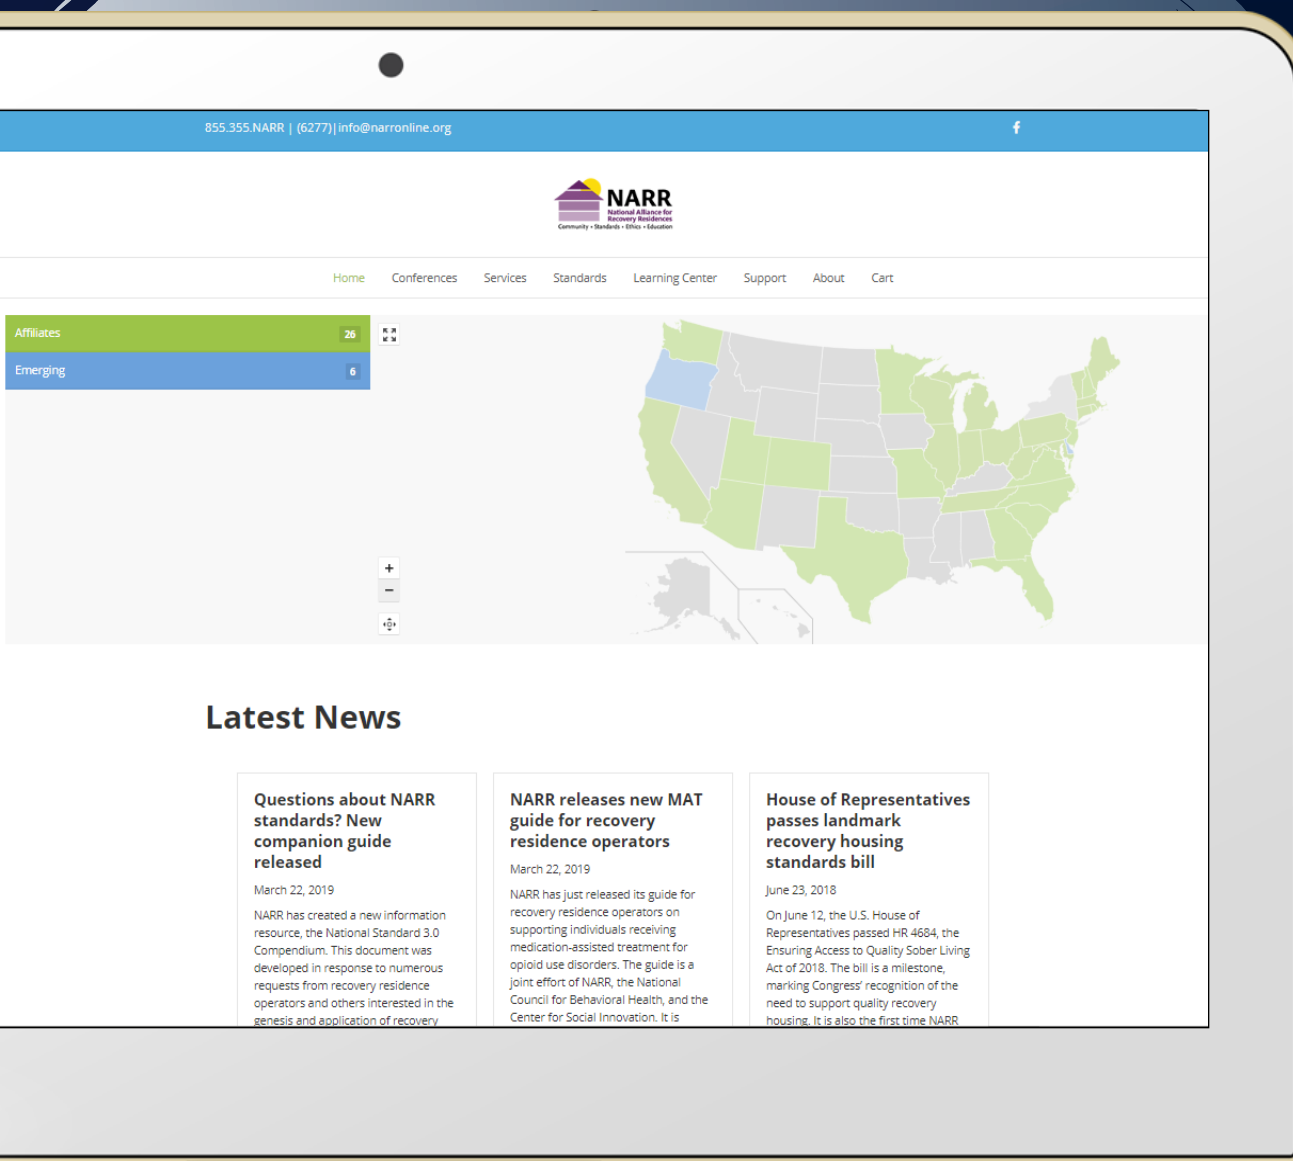 855.355.NARR | (6277)|info@narronline.org
NARR
National Alliance for
Recovery Residences
Community • Standards • Ethics • Education
Home Conferences Services Standards Learning Center Support About Cart
Affiliates 26
Emerging 6
+
−
Latest News
Questions about NARR
standards? New
companion guide
released
March 22, 2019
NARR has created a new information
resource, the National Standard 3.0
Compendium. This document was
developed in response to numerous
requests from recovery residence
operators and others interested in the
genesis and application of recovery
NARR releases new MAT
guide for recovery
residence operators
March 22, 2019
NARR has just released its guide for
recovery residence operators on
supporting individuals receiving
medication-assisted treatment for
opioid use disorders. The guide is a
joint effort of NARR, the National
Council for Behavioral Health, and the
Center for Social Innovation. It is
House of Representatives
passes landmark
recovery housing
standards bill
June 23, 2018
On June 12, the U.S. House of
Representatives passed HR 4684, the
Ensuring Access to Quality Sober Living
Act of 2018. The bill is a milestone,
marking Congress’ recognition of the
need to support quality recovery
housing. It is also the first time NARR